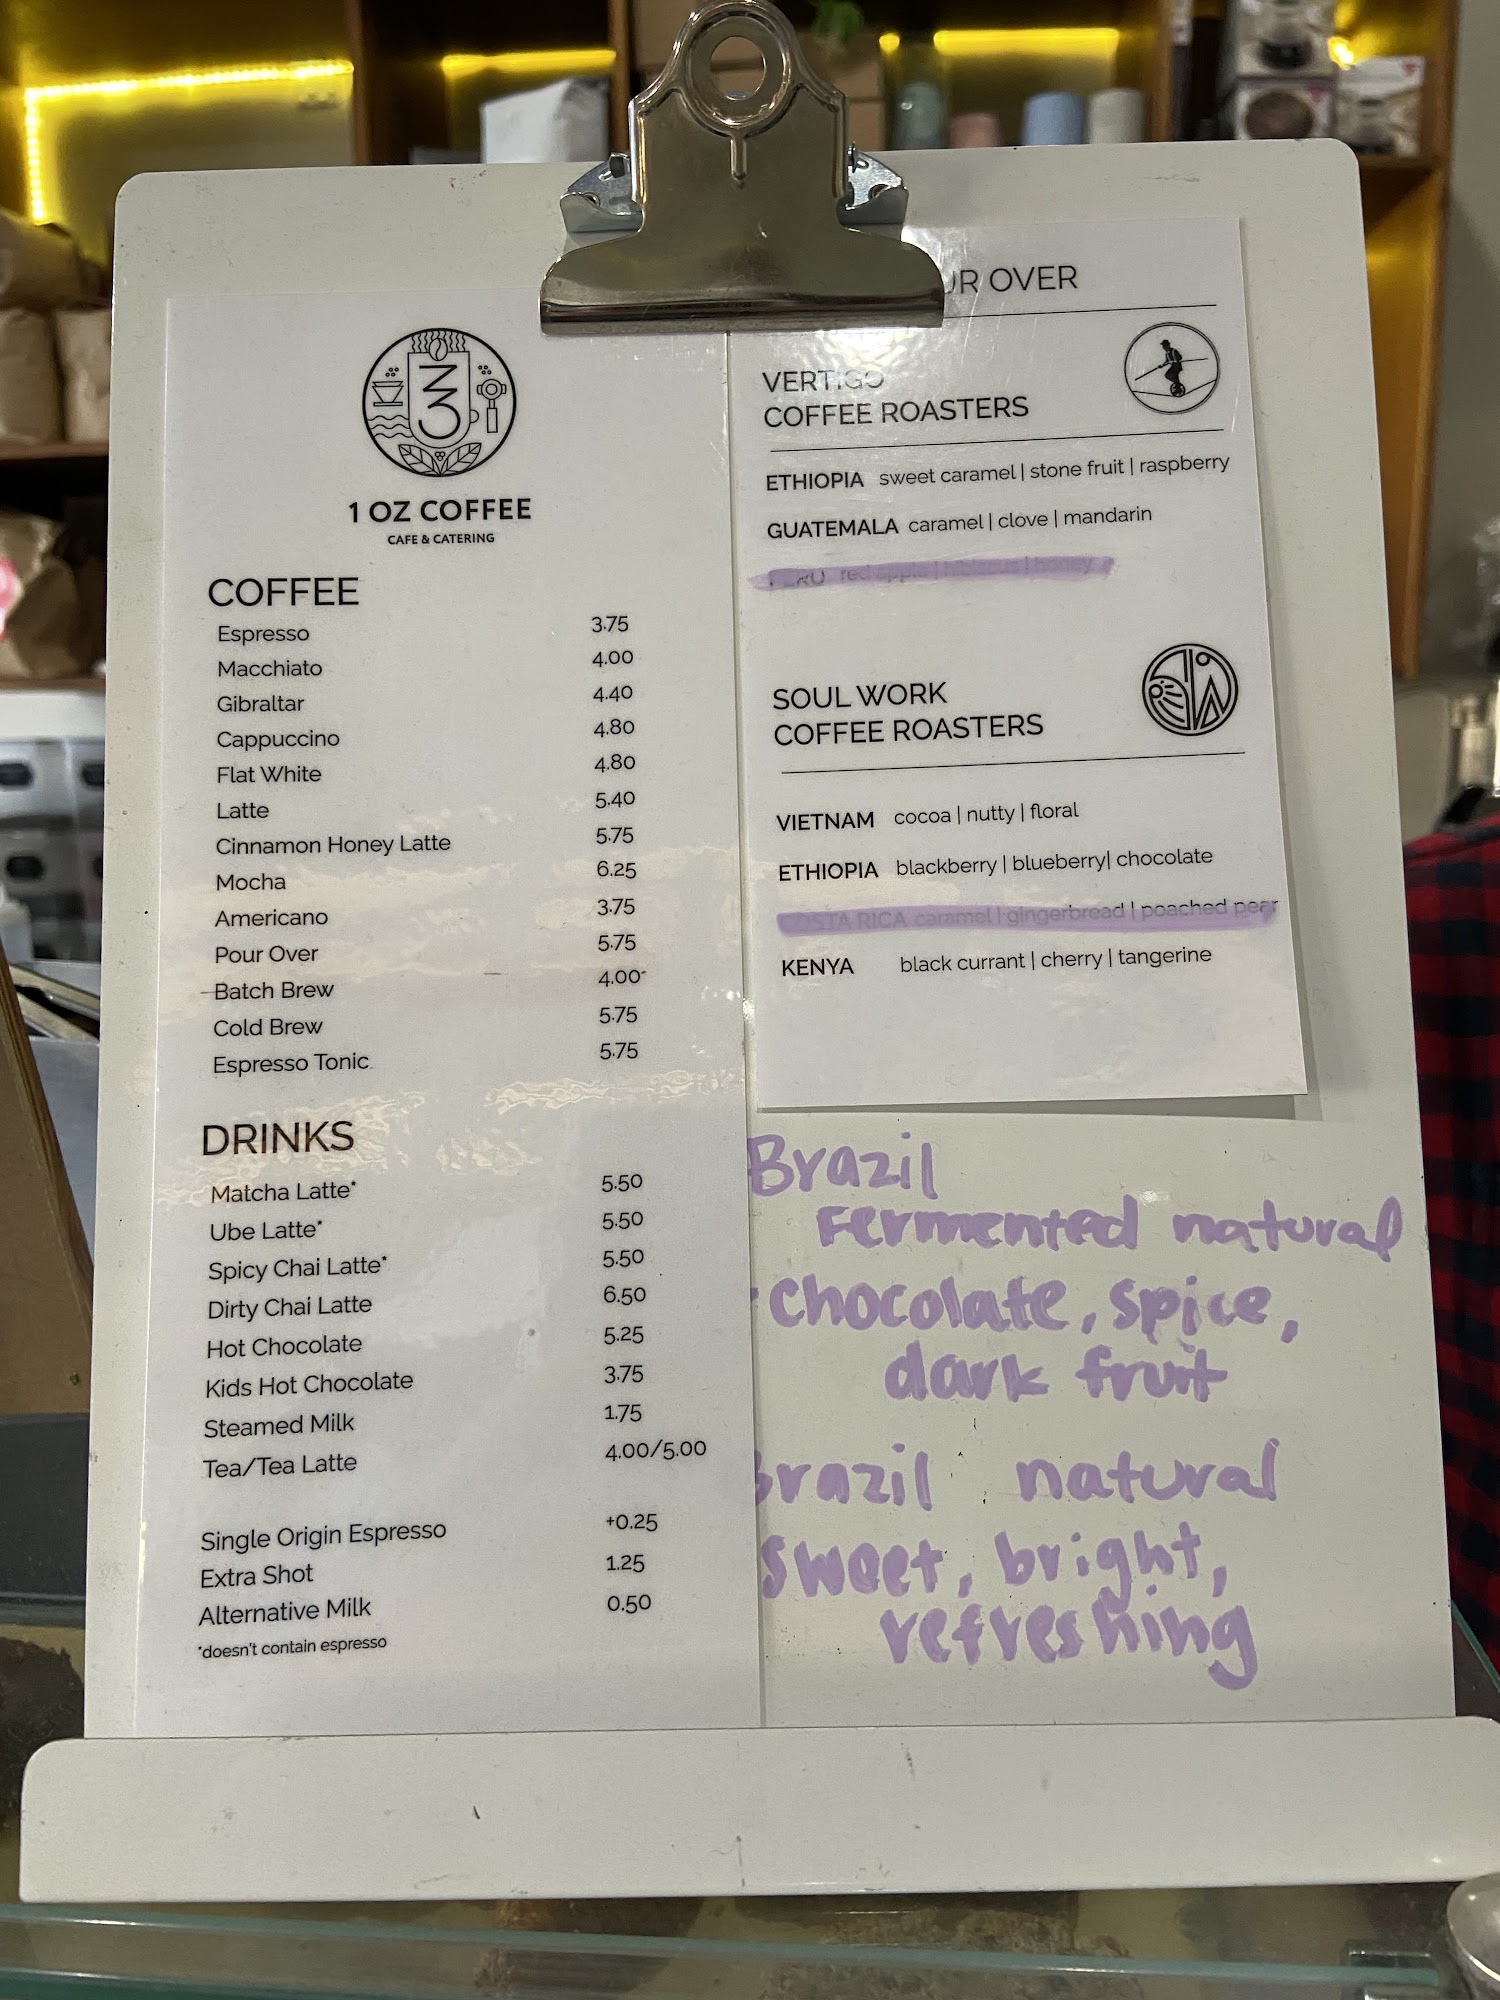 1 OZ COFFEE
CAFE & CATERING
COFFEE
Espresso 3.75
Macchiato 4.00
Gibraltar 4.40
Cappuccino 4.80
Flat White 4.80
Latte 5.40
Cinnamon Honey Latte 5.75
Mocha 6.25
Americano 3.75
Pour Over 5.75
Batch Brew 4.00
Cold Brew 5.75
Espresso Tonic 5.75
DRINKS
Matcha Latte* 5.50
Ube Latte* 5.50
Spicy Chai Latte* 5.50
Dirty Chai Latte 6.50
Hot Chocolate 5.25
Kids Hot Chocolate 3.75
Steamed Milk 1.75
Tea/Tea Latte 4.00/5.00
Single Origin Espresso +0.25
Extra Shot 1.25
Alternative Milk 0.50
*doesn't contain espresso
UR OVER
VERTIGO
COFFEE ROASTERS
ETHIOPIA sweet caramel | stone fruit | raspberry
GUATEMALA caramel | clove | mandarin
red apple | hibiscus | honey
SOUL WORK
COFFEE ROASTERS
VIETNAM cocoa | nutty | floral
ETHIOPIA blackberry | blueberry| chocolate
COSTA RICA caramel | gingerbread | poached pear
KENYA black currant | cherry | tangerine
Brazil
Fermented natural
chocolate, spice,
dark fruit
Brazil natural
sweet, bright,
refreshing